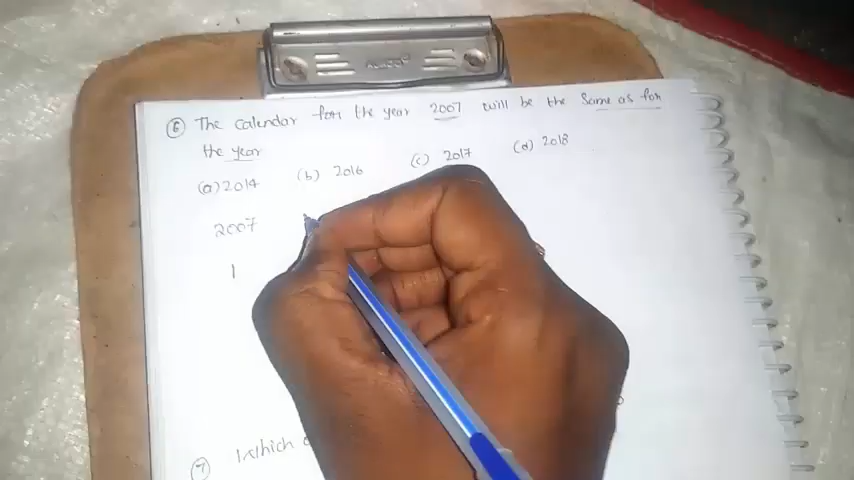 6 The Calendar for the year 2007 will be the Same as for
the year
(a) 2014 (b) 2016 (c) 2017 (d) 2018
2007
1
7 Which